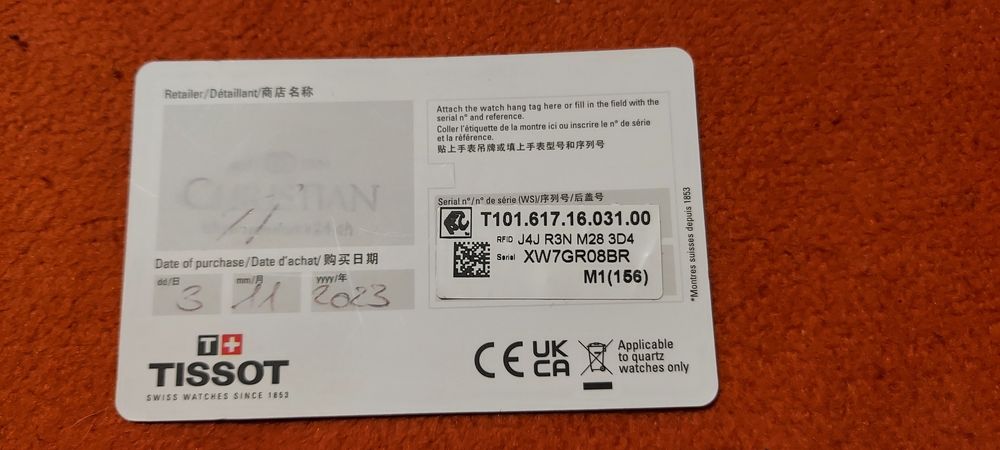 Retailer/Détaillant/商店名称
CHRISTIAN
Date of purchase/Date d'achat/购买日期
dd/日 mm/月 yyyy/年
3 11 2023
T+
TISSOT
SWISS WATCHES SINCE 1853
Attach the watch hang tag here or fill in the field with the
serial n° and reference.
Coller l'étiquette de la montre ici ou inscrire le n° de série
et la référence.
贴上手表吊牌或填上手表型号和序列号
Serial n°/n° de série (WS)/序列号/后盖号
T101.617.16.031.00
RFID J4J R3N M28 3D4
Serial XW7GR08BR
M1(156)
*Montres suisses depuis 1853
CE UK CA
Applicable
to quartz
watches only